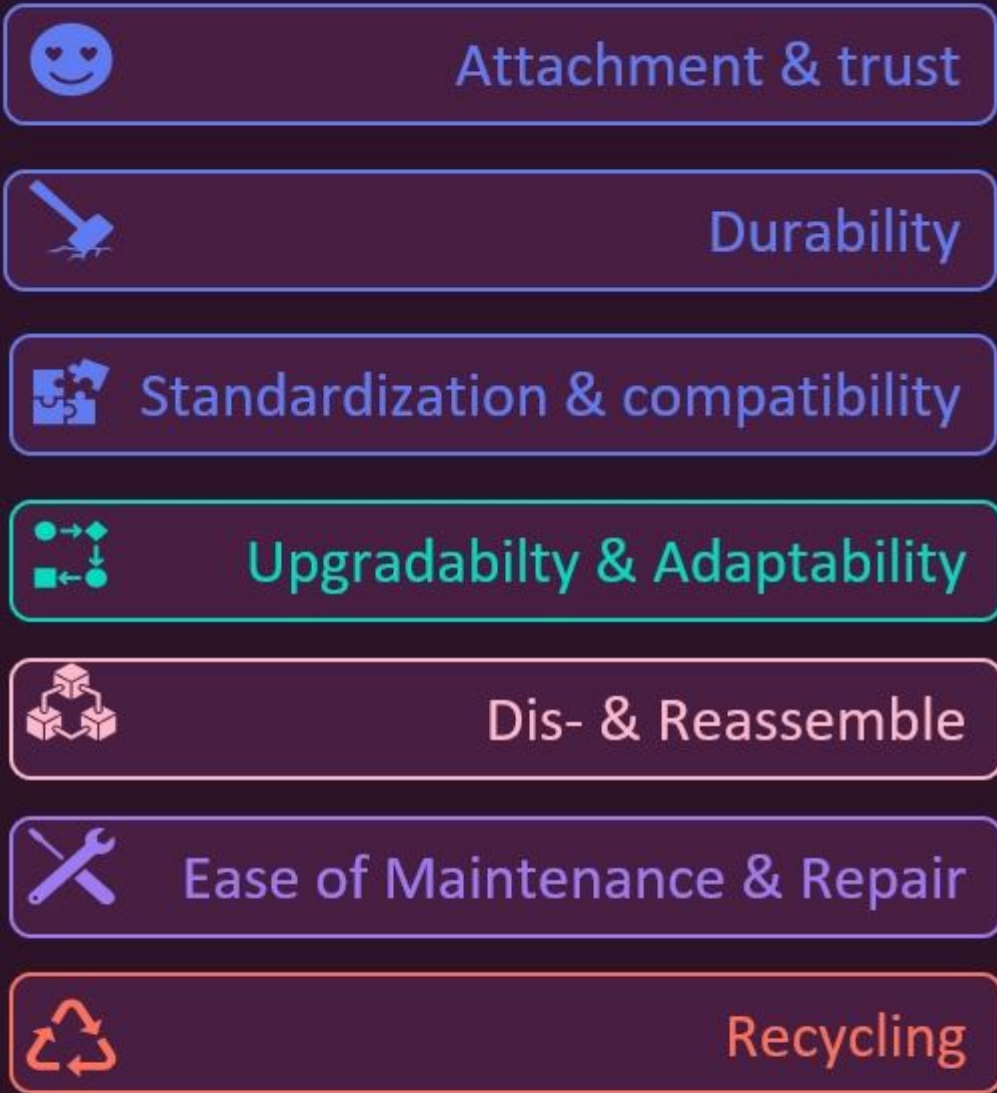 Attachment & trust
Durability
Standardization & compatibility
Upgradabilty & Adaptability
Dis- & Reassemble
Ease of Maintenance & Repair
Recycling